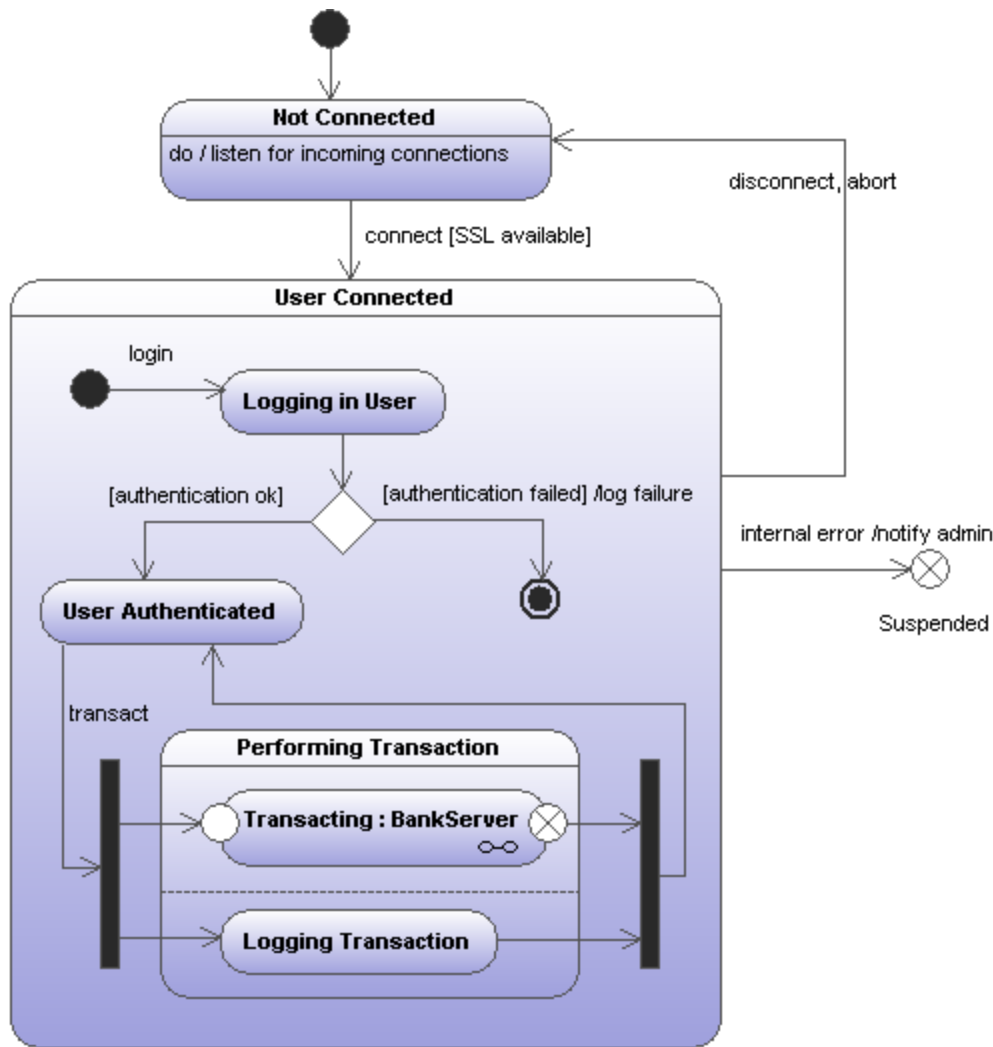 Not Connected
do / listen for incoming connections
disconnect, abort
connect [SSL available]
User Connected
login
Logging in User
[authentication ok]
[authentication failed] /log failure
internal error /notify admin
User Authenticated
Suspended
transact
Performing Transaction
Transacting : BankServer
Logging Transaction